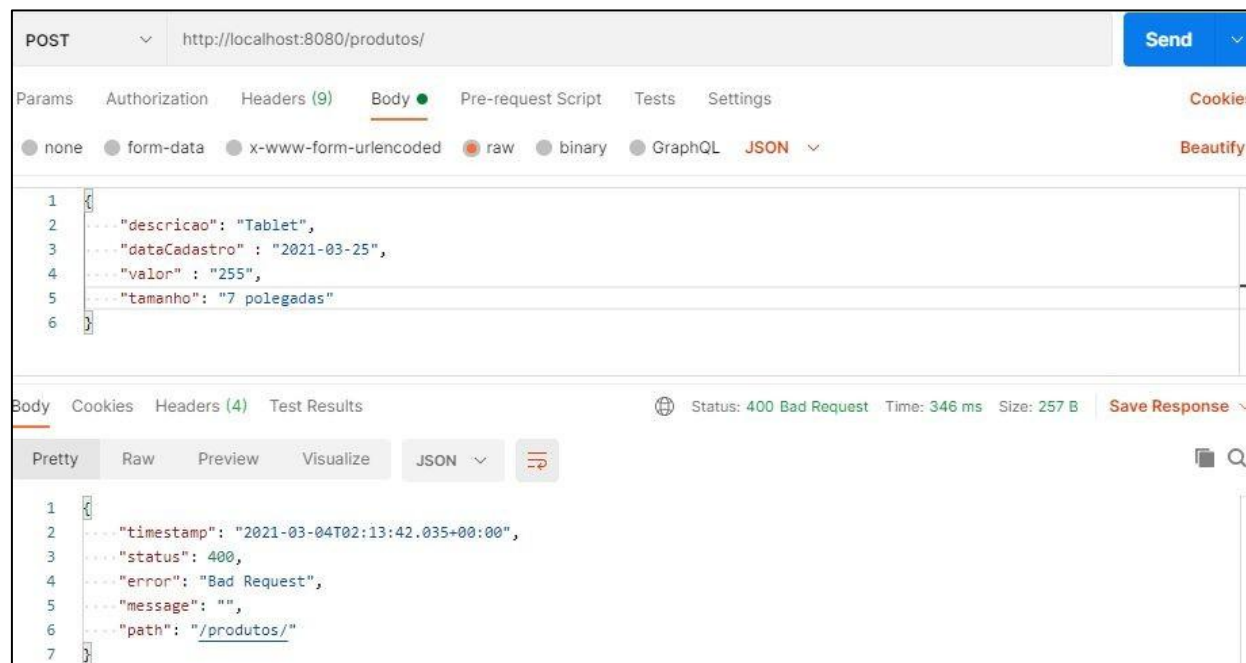 POST http://localhost:8080/produtos/ Send
Params Authorization Headers (9) Body Pre-request Script Tests Settings Cookies
none form-data x-www-form-urlencoded raw binary GraphQL JSON Beautify
1 {
2 "descricao": "Tablet",
3 "dataCadastro" : "2021-03-25",
4 "valor" : "255",
5 "tamanho": "7 polegadas"
6 }
Body Cookies Headers (4) Test Results Status: 400 Bad Request Time: 346 ms Size: 257 B Save Response
Pretty Raw Preview Visualize JSON
1 {
2 "timestamp": "2021-03-04T02:13:42.035+00:00",
3 "status": 400,
4 "error": "Bad Request",
5 "message": "",
6 "path": "/produtos/"
7 }